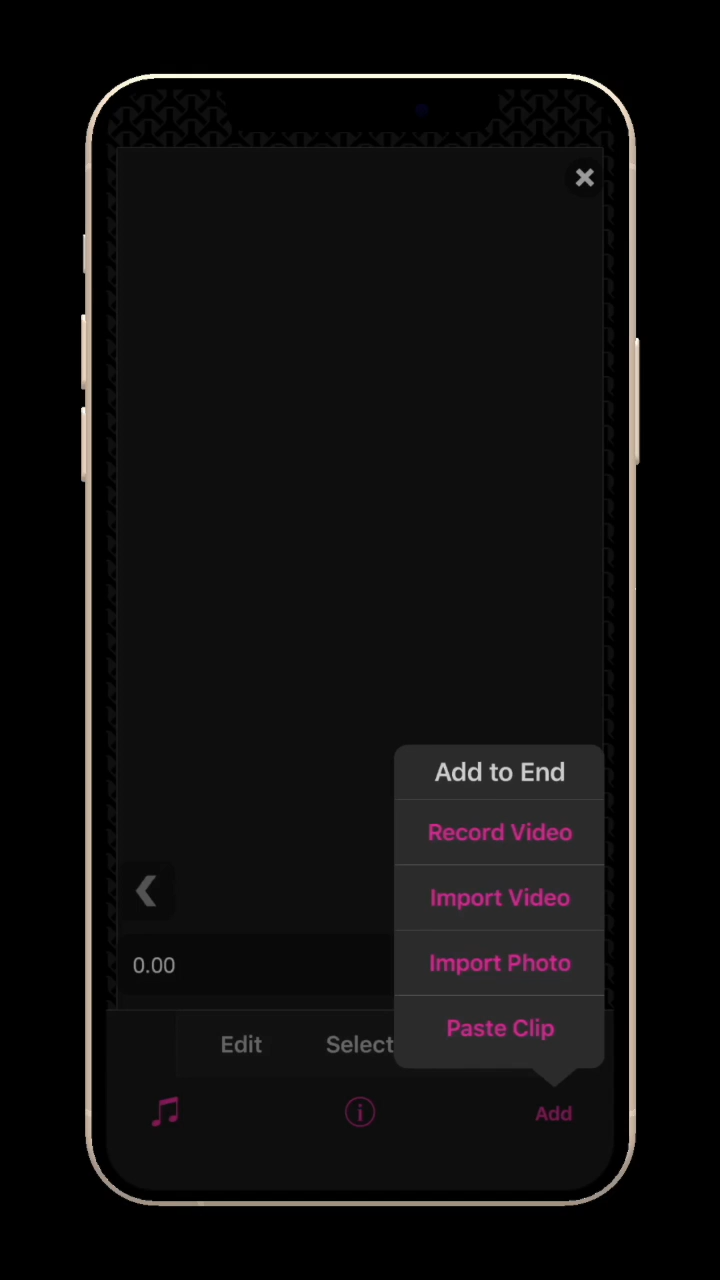 Add to End
Record Video
Import Video
Import Photo
0.00
Paste Clip
Edit
Select
Add